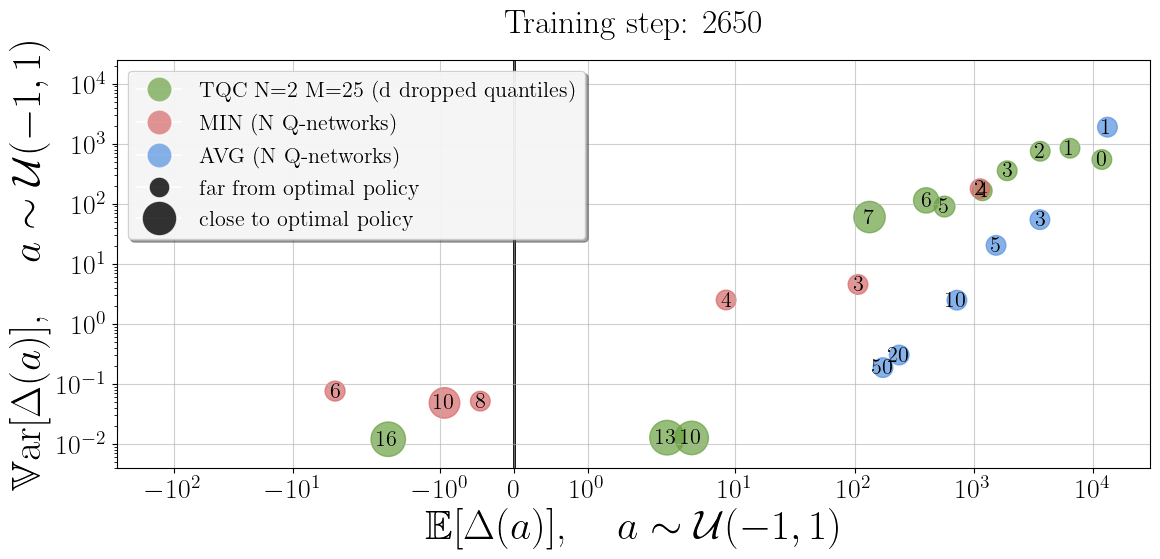 Training step: 2650
𝕍ar[Δ(a)], a ∼ 𝒰(−1, 1)
10⁴
10³
10²
10¹
10⁰
10⁻¹
10⁻²
TQC N=2 M=25 (d dropped quantiles)
MIN (N Q-networks)
AVG (N Q-networks)
far from optimal policy
close to optimal policy
1
2 1 0
3
2 4
6 5
7
3
5
4 3 10
20
50
6 10 8
16 13 10
−10² −10¹ −10⁰ 0 10⁰ 10¹ 10² 10³ 10⁴
𝔼[Δ(a)], a ∼ 𝒰(−1, 1)